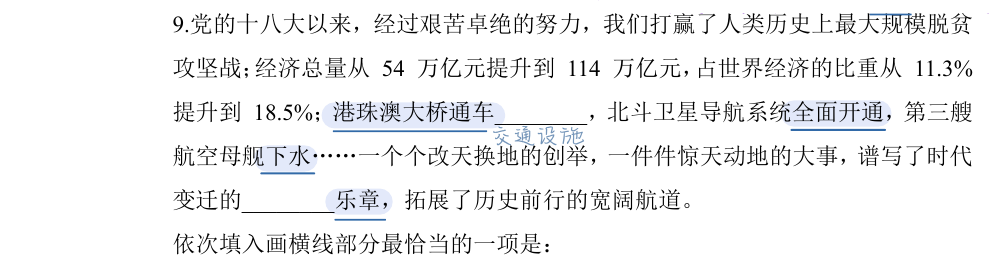 9.党的十八大以来，经过艰苦卓绝的努力，我们打赢了人类历史上最大规模脱贫
攻坚战；经济总量从 54 万亿元提升到 114 万亿元，占世界经济的比重从 11.3%
提升到 18.5%；港珠澳大桥通车________，北斗卫星导航系统全面开通，第三艘
交通设施
航空母舰下水……一个个改天换地的创举，一件件惊天动地的大事，谱写了时代
变迁的________乐章，拓展了历史前行的宽阔航道。
依次填入画横线部分最恰当的一项是：